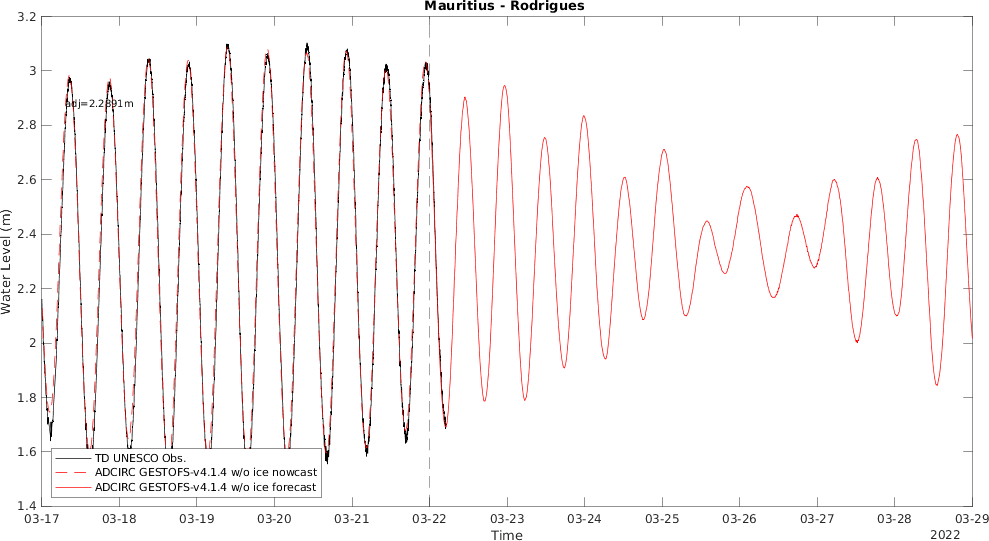 Mauritius - Rodrigues
3.2
3
2.8
2.6
2.4
2.2
2
1.8
1.6
1.4
Water Level (m)
adj=2.2891m
TD UNESCO Obs.
ADCIRC GESTOFS-v4.1.4 w/o ice nowcast
ADCIRC GESTOFS-v4.1.4 w/o ice forecast
03-17 03-18 03-19 03-20 03-21 03-22 03-23 03-24 03-25 03-26 03-27 03-28 03-29
Time
2022